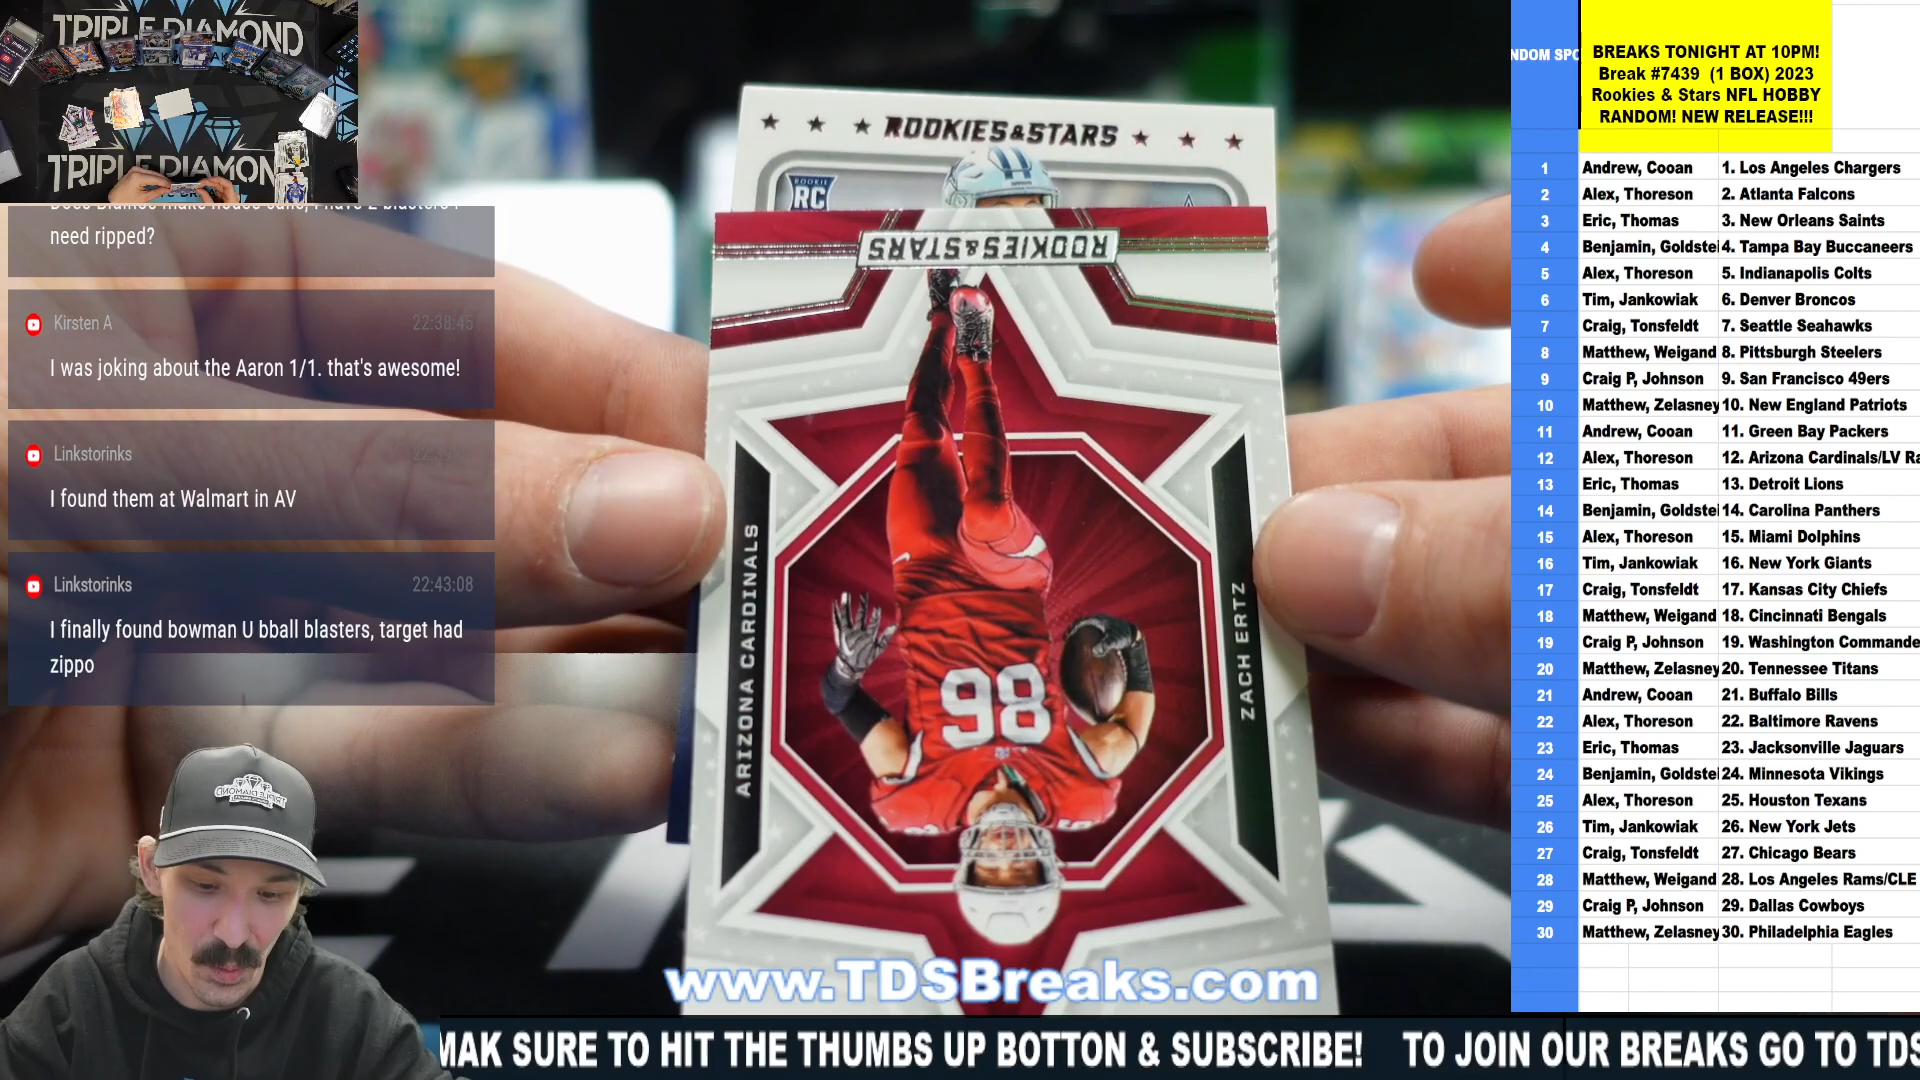 TRIPLE DIAMOND
TRIPLE DIAMOND
need ripped?
Kirsten A 22:38:45
I was joking about the Aaron 1/1. that's awesome!
Linkstorinks
I found them at Walmart in AV
Linkstorinks 22:43:08
I finally found bowman U bball blasters, target had
zippo
TRIPLE DIAMOND
ROOKIES&STARS
ROOKIE
RC
ROOKIES&STARS
ARIZONA CARDINALS
ZACH ERTZ
86
www.TDSBreaks.com
NDOM SPO
BREAKS TONIGHT AT 10PM!
Break #7439 (1 BOX) 2023
Rookies & Stars NFL HOBBY
RANDOM! NEW RELEASE!!!
1 Andrew, Cooan 1. Los Angeles Chargers
2 Alex, Thoreson 2. Atlanta Falcons
3 Eric, Thomas 3. New Orleans Saints
4 Benjamin, Goldstei 4. Tampa Bay Buccaneers
5 Alex, Thoreson 5. Indianapolis Colts
6 Tim, Jankowiak 6. Denver Broncos
7 Craig, Tonsfeldt 7. Seattle Seahawks
8 Matthew, Weigand 8. Pittsburgh Steelers
9 Craig P, Johnson 9. San Francisco 49ers
10 Matthew, Zelasney 10. New England Patriots
11 Andrew, Cooan 11. Green Bay Packers
12 Alex, Thoreson 12. Arizona Cardinals/LV Ra
13 Eric, Thomas 13. Detroit Lions
14 Benjamin, Goldstei 14. Carolina Panthers
15 Alex, Thoreson 15. Miami Dolphins
16 Tim, Jankowiak 16. New York Giants
17 Craig, Tonsfeldt 17. Kansas City Chiefs
18 Matthew, Weigand 18. Cincinnati Bengals
19 Craig P, Johnson 19. Washington Commande
20 Matthew, Zelasney 20. Tennessee Titans
21 Andrew, Cooan 21. Buffalo Bills
22 Alex, Thoreson 22. Baltimore Ravens
23 Eric, Thomas 23. Jacksonville Jaguars
24 Benjamin, Goldstei 24. Minnesota Vikings
25 Alex, Thoreson 25. Houston Texans
26 Tim, Jankowiak 26. New York Jets
27 Craig, Tonsfeldt 27. Chicago Bears
28 Matthew, Weigand 28. Los Angeles Rams/CLE
29 Craig P, Johnson 29. Dallas Cowboys
30 Matthew, Zelasney 30. Philadelphia Eagles
MAK SURE TO HIT THE THUMBS UP BOTTON & SUBSCRIBE! TO JOIN OUR BREAKS GO TO TDS